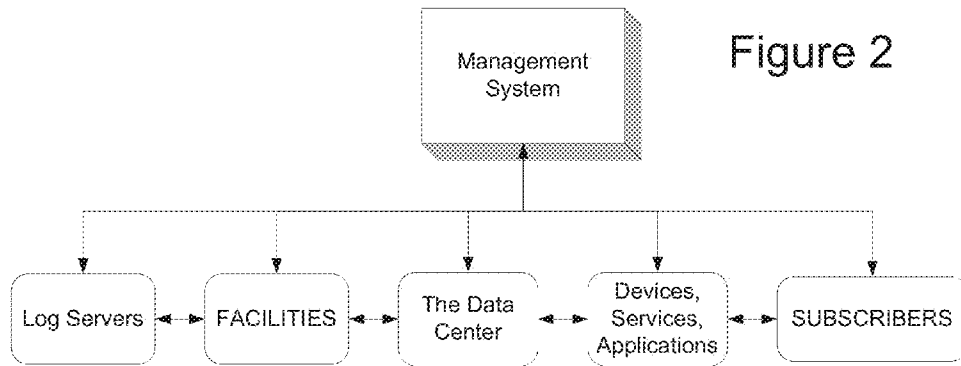 Figure 2
Management
System
Log Servers
FACILITIES
The Data
Center
Devices,
Services,
Applications
SUBSCRIBERS